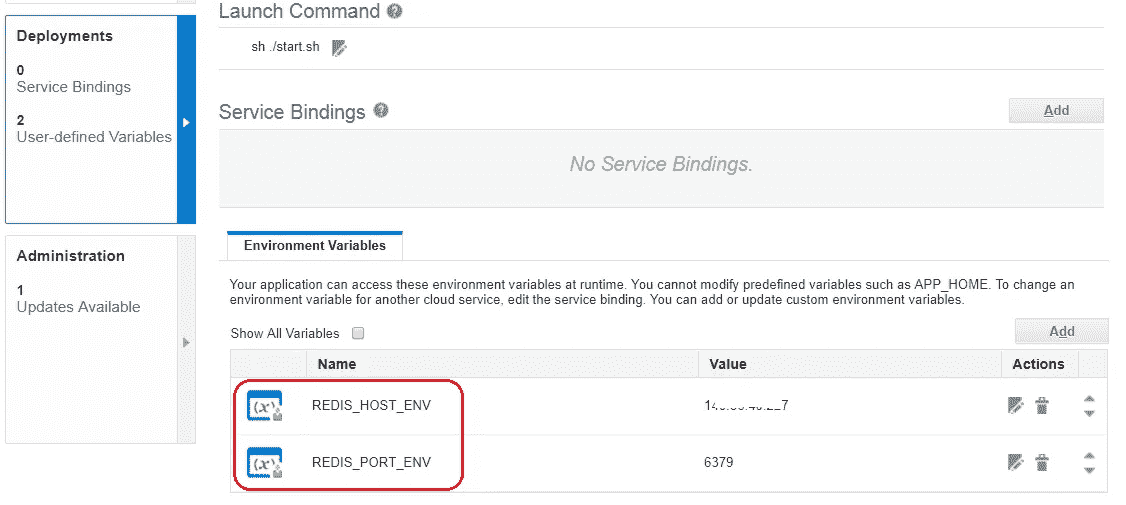 Launch Command
sh ./start.sh
Deployments
0
Service Bindings
2
User-defined Variables
Service Bindings
Add
No Service Bindings.
Administration
1
Updates Available
Environment Variables
Your application can access these environment variables at runtime. You cannot modify predefined variables such as APP_HOME. To change an
environment variable for another cloud service, edit the service binding. You can add or update custom environment variables.
Show All Variables
Add
Name Value Actions
REDIS_HOST_ENV
REDIS_PORT_ENV 6379